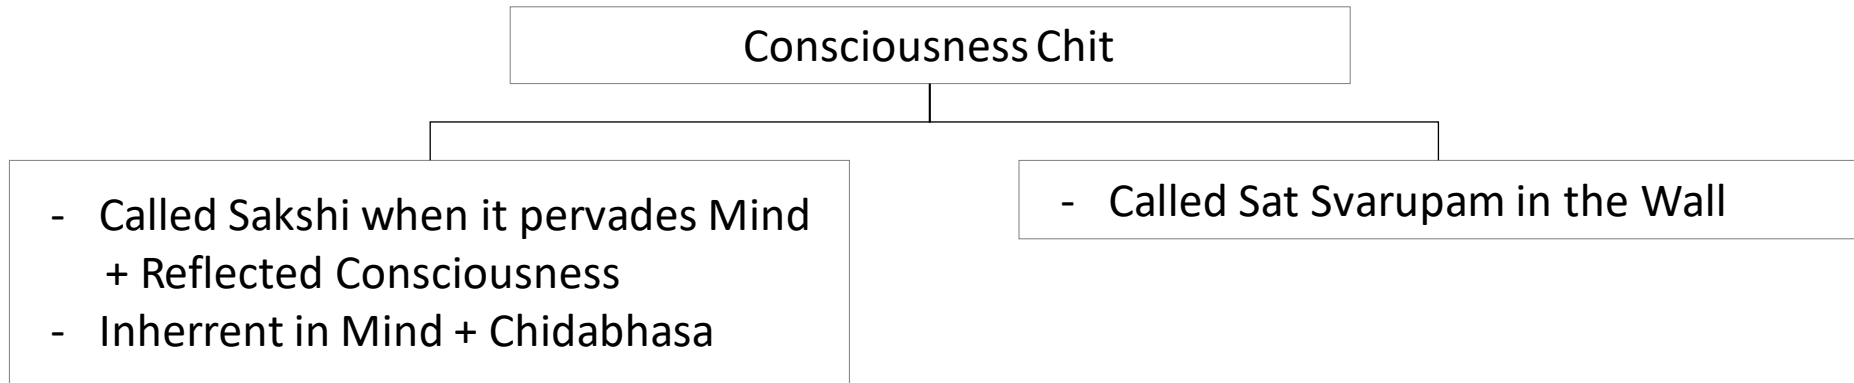 Consciousness Chit
- Called Sakshi when it pervades Mind
+ Reflected Consciousness
- Inherrent in Mind + Chidabhasa
- Called Sat Svarupam in the Wall